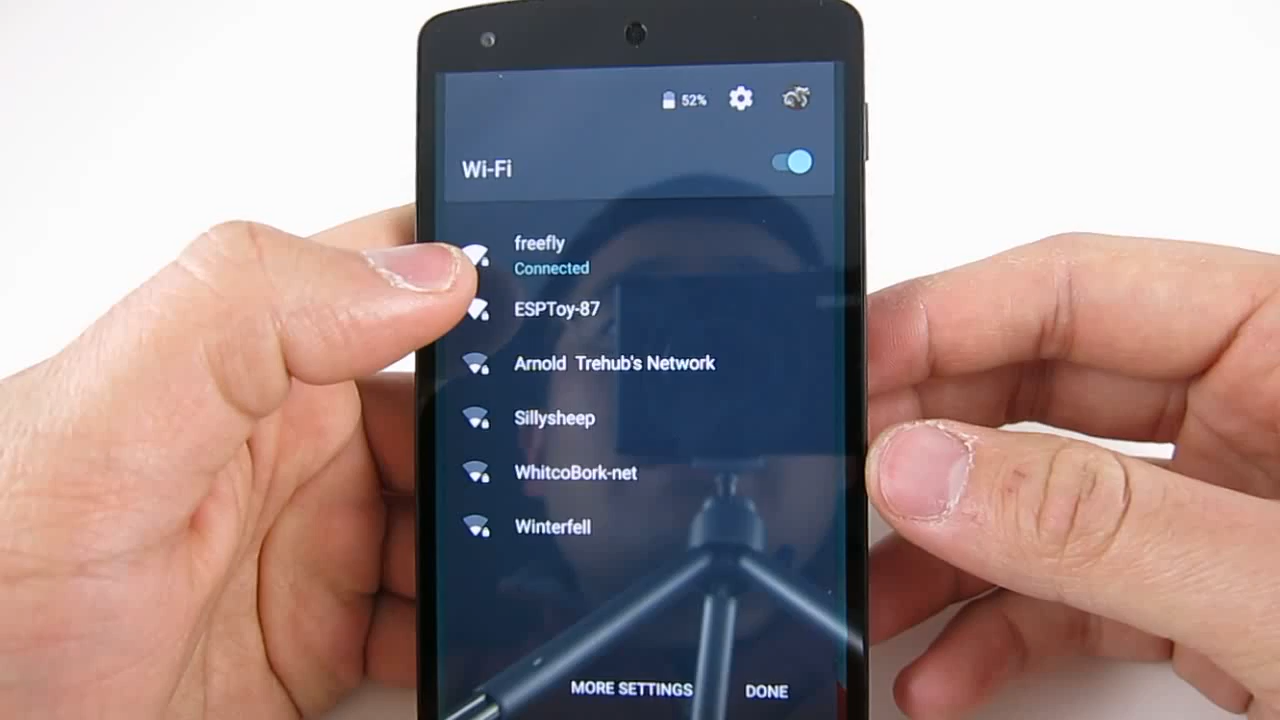 52%
Wi-Fi
freefly
Connected
ESPToy-87
Arnold Trehub's Network
Sillysheep
WhitcoBork-net
Winterfell
MORE SETTINGS DONE